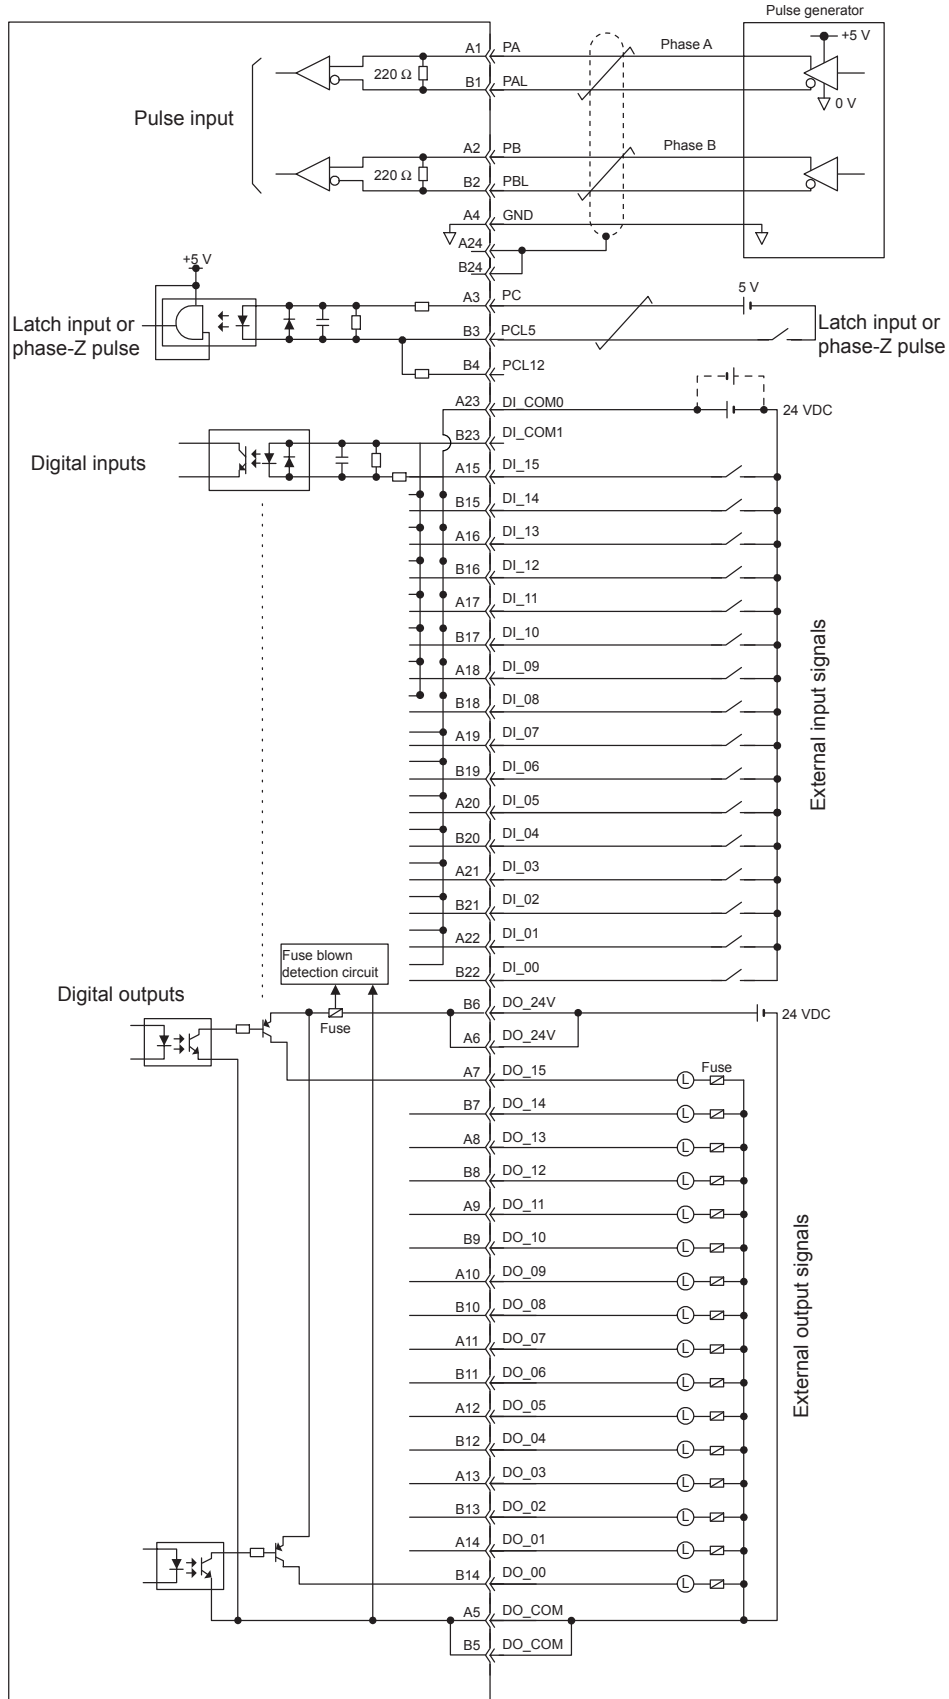 Pulse generator
+5 V
A1 PA Phase A
220 Ω
B1 PAL
0 V
Pulse input
A2 PB Phase B
220 Ω
B2 PBL
A4 GND
A24
B24
+5 V
A3 PC 5 V
Latch input or
phase-Z pulse
B3 PCL5
Latch input or
phase-Z pulse
B4 PCL12
A23 DI_COM0 24 VDC
B23 DI_COM1
Digital inputs
A15 DI_15
B15 DI_14
A16 DI_13
B16 DI_12
A17 DI_11
B17 DI_10
A18 DI_09
B18 DI_08
A19 DI_07
B19 DI_06
A20 DI_05
B20 DI_04
A21 DI_03
B21 DI_02
A22 DI_01
B22 DI_00
External input signals
Fuse blown
detection circuit
Digital outputs
Fuse
B6 DO_24V 24 VDC
A6 DO_24V
Fuse
A7 DO_15 L
B7 DO_14 L
A8 DO_13 L
B8 DO_12 L
A9 DO_11 L
B9 DO_10 L
A10 DO_09 L
B10 DO_08 L
A11 DO_07 L
B11 DO_06 L
A12 DO_05 L
B12 DO_04 L
A13 DO_03 L
B13 DO_02 L
A14 DO_01 L
B14 DO_00 L
External output signals
A5 DO_COM
B5 DO_COM